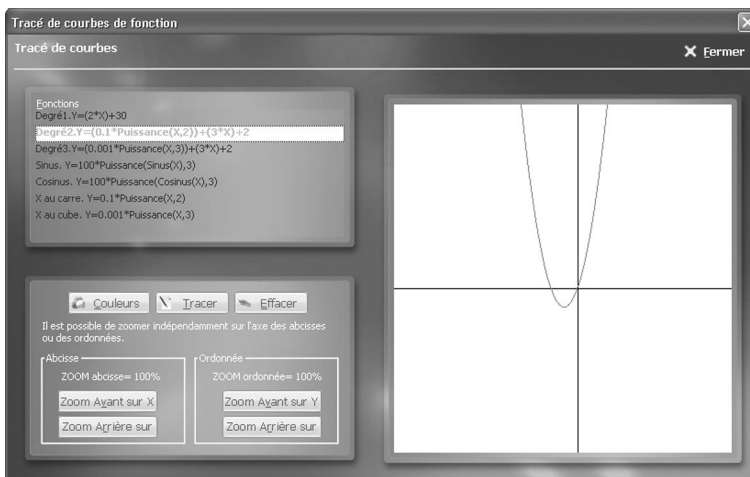 Tracé de courbes de fonction
Tracé de courbes
Fermer
Fonctions
Degré1.Y=(2*X)+30
Degré2.Y=(0.1*Puissance(X,2))+(3*X)+2
Degré3.Y=(0.001*Puissance(X,3))+(3*X)+2
Sinus. Y=100*Puissance(Sinus(X),3)
Cosinus. Y=100*Puissance(Cosinus(X),3)
X au carre. Y=0.1*Puissance(X,2)
X au cube. Y=0.001*Puissance(X,3)
Couleurs Tracer Effacer
Il est possible de zoomer indépendamment sur l'axe des abcisses
ou des ordonnées.
Abcisse Ordonnée
ZOOM abcisse= 100% ZOOM ordonnée= 100%
Zoom Avant sur X Zoom Avant sur Y
Zoom Arrière sur Zoom Arrière sur